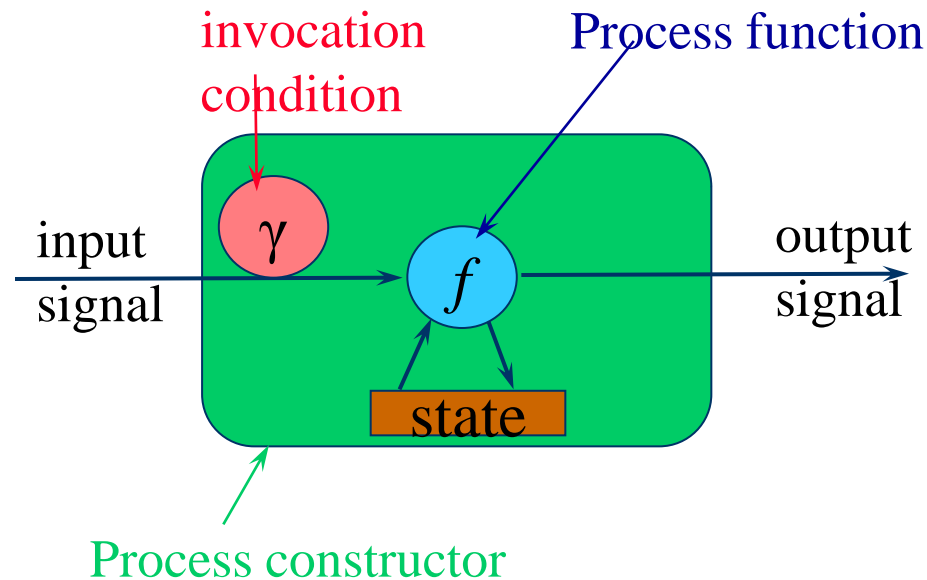 invocation
condition
Process function
γ
input
signal
f
output
signal
state
Process constructor